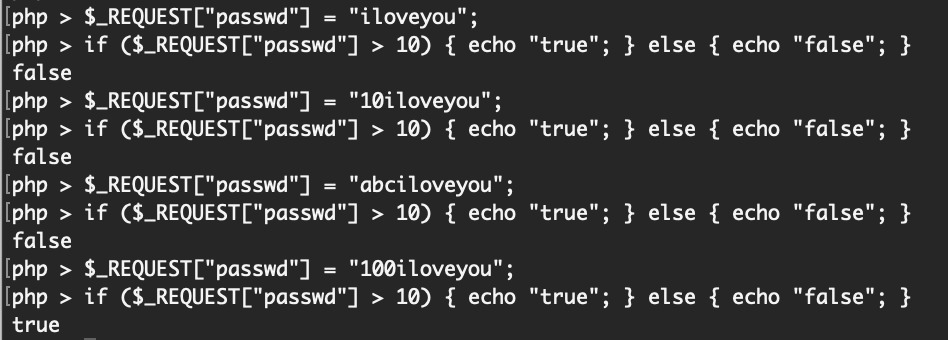 [php > $_REQUEST["passwd"] = "iloveyou";
[php > if ($_REQUEST["passwd"] > 10) { echo "true"; } else { echo "false"; }
false
[php > $_REQUEST["passwd"] = "10iloveyou";
[php > if ($_REQUEST["passwd"] > 10) { echo "true"; } else { echo "false"; }
false
[php > $_REQUEST["passwd"] = "abciloveyou";
[php > if ($_REQUEST["passwd"] > 10) { echo "true"; } else { echo "false"; }
false
[php > $_REQUEST["passwd"] = "100iloveyou";
[php > if ($_REQUEST["passwd"] > 10) { echo "true"; } else { echo "false"; }
true